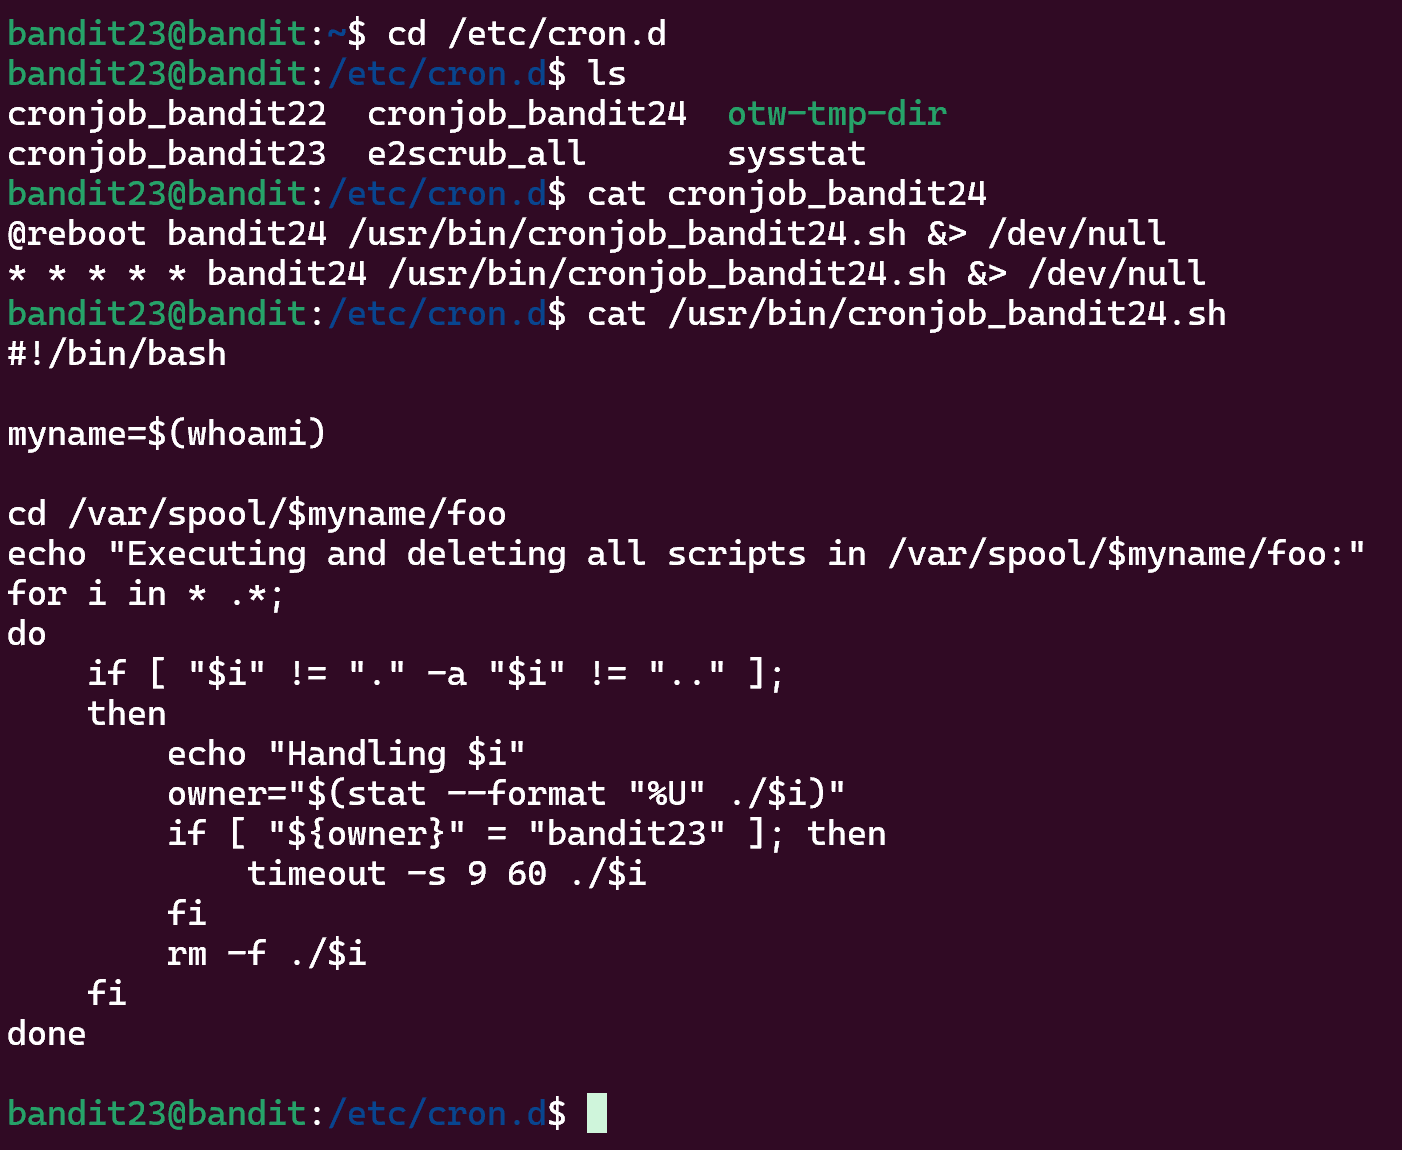 bandit23@bandit:~$ cd /etc/cron.d
bandit23@bandit:/etc/cron.d$ ls
cronjob_bandit22  cronjob_bandit24  otw-tmp-dir
cronjob_bandit23  e2scrub_all       sysstat
bandit23@bandit:/etc/cron.d$ cat cronjob_bandit24
@reboot bandit24 /usr/bin/cronjob_bandit24.sh &> /dev/null
* * * * * bandit24 /usr/bin/cronjob_bandit24.sh &> /dev/null
bandit23@bandit:/etc/cron.d$ cat /usr/bin/cronjob_bandit24.sh
#!/bin/bash

myname=$(whoami)

cd /var/spool/$myname/foo
echo "Executing and deleting all scripts in /var/spool/$myname/foo:"
for i in * .*;
do
    if [ "$i" != "." -a "$i" != ".." ];
    then
        echo "Handling $i"
        owner="$(stat --format "%U" ./$i)"
        if [ "${owner}" = "bandit23" ]; then
            timeout -s 9 60 ./$i
        fi
        rm -f ./$i
    fi
done

bandit23@bandit:/etc/cron.d$